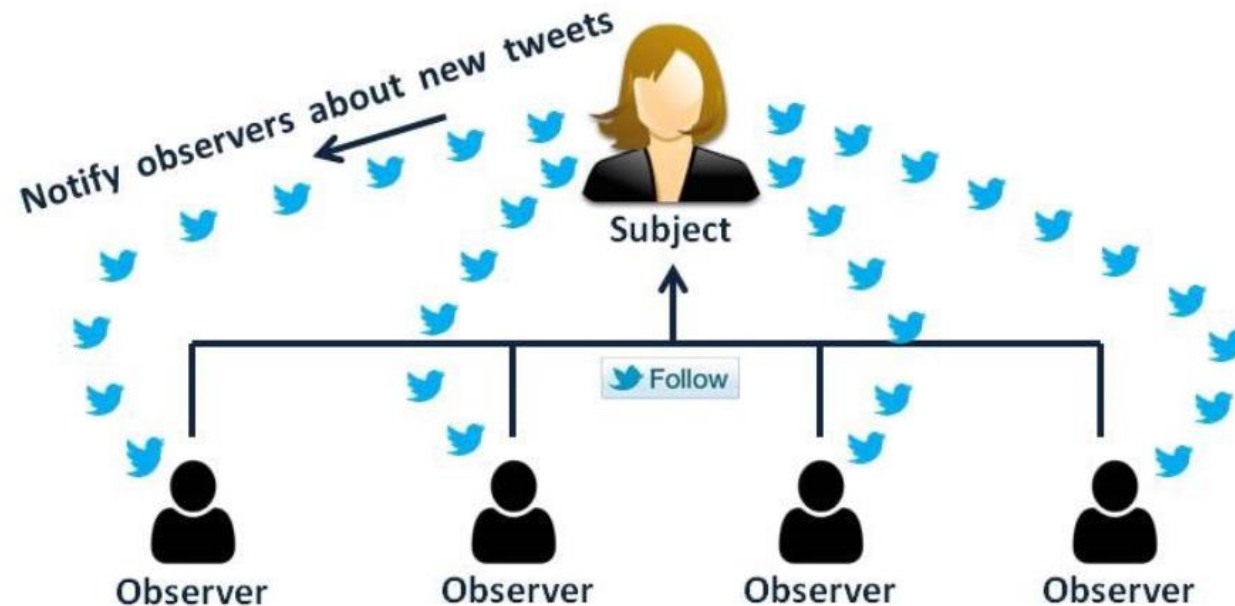 Notify observers about new tweets
Subject
Follow
Observer
Observer
Observer
Observer